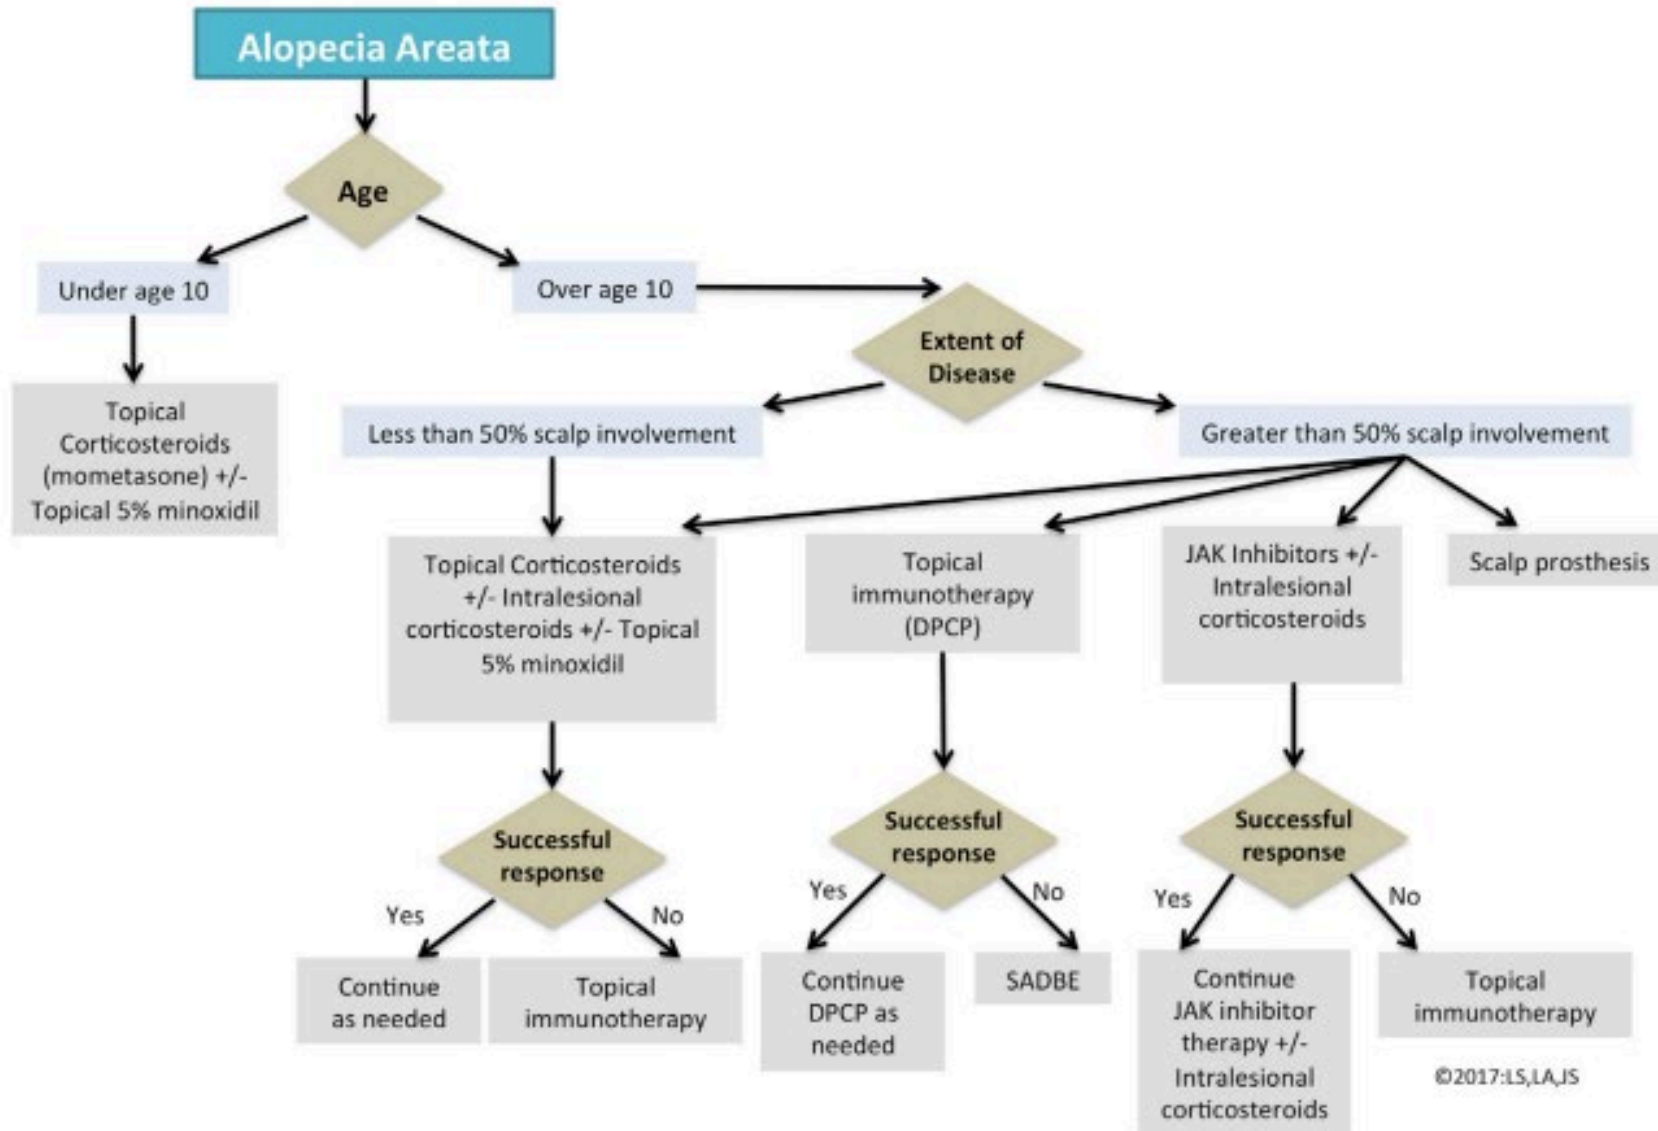 Alopecia Areata
Age
Under age 10
Over age 10
Extent of
Disease
Topical
Corticosteroids
(mometasone) +/-
Topical 5% minoxidil
Less than 50% scalp involvement
Greater than 50% scalp involvement
Topical Corticosteroids
+/- Intralesional
corticosteroids +/- Topical
5% minoxidil
Topical
immunotherapy
(DPCP)
JAK Inhibitors +/-
Intralesional
corticosteroids
Scalp prosthesis
Successful
response
Yes
No
Continue
as needed
Topical
immunotherapy
Successful
response
Yes
No
Continue
DPCP as
needed
SADBE
Successful
response
Yes
No
Continue
JAK inhibitor
therapy +/-
Intralesional
corticosteroids
Topical
immunotherapy
©2017:LS,LA,JS